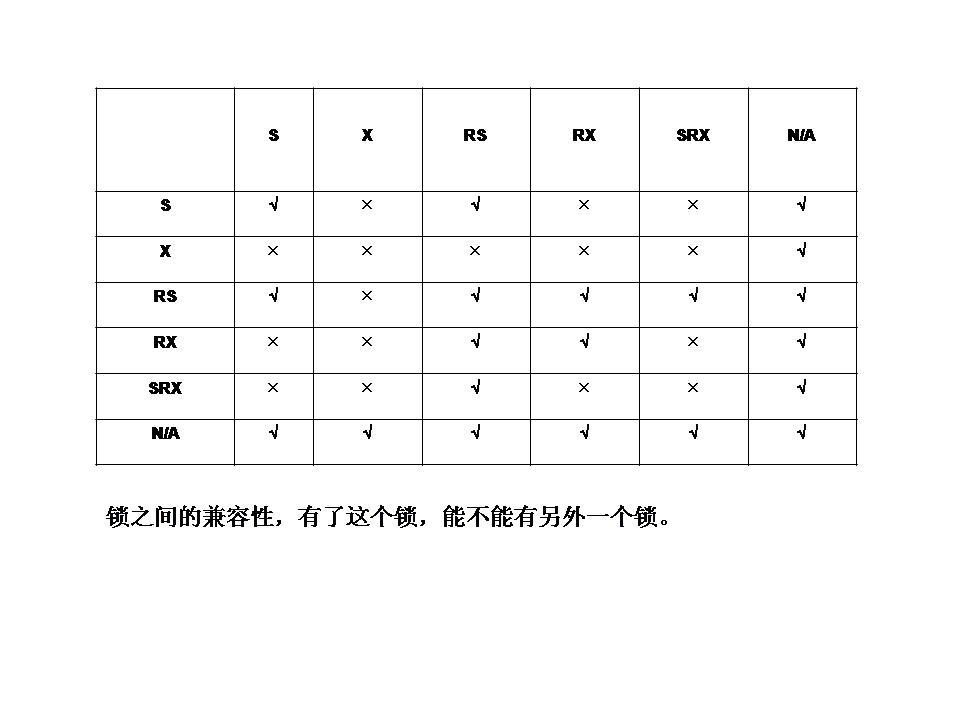 S X RS RX SRX N/A
S √ × √ × × √
X × × × × × √
RS √ × √ √ √ √
RX × × √ √ × √
SRX × × √ × × √
N/A √ √ √ √ √ √
锁之间的兼容性，有了这个锁，能不能有另外一个锁。